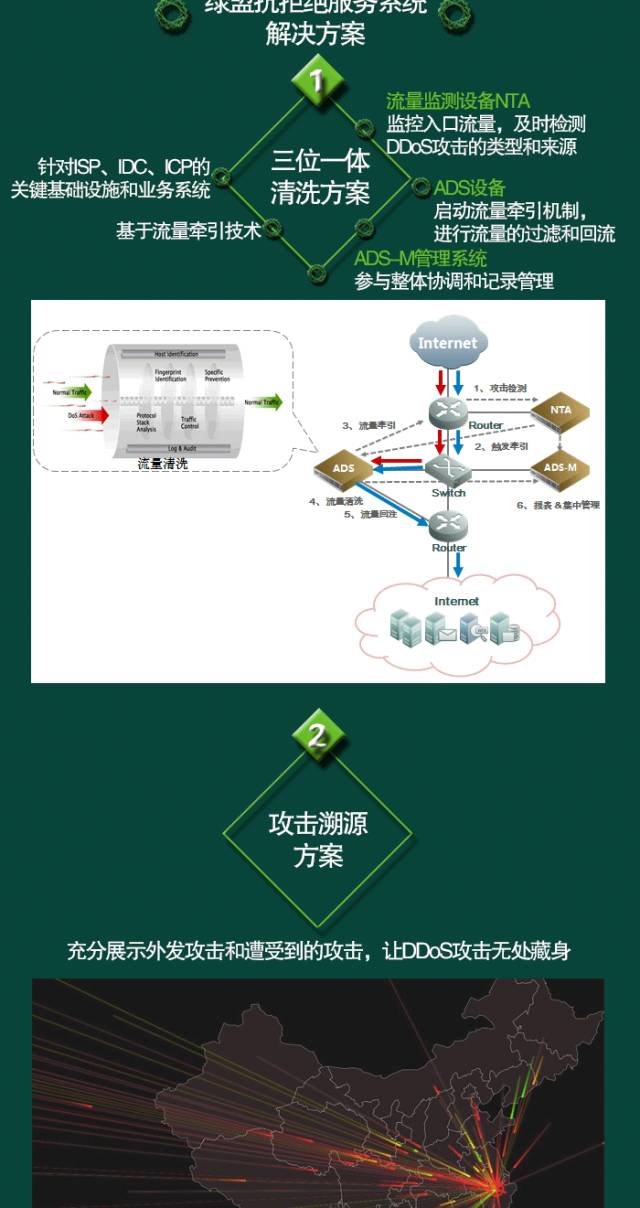 绿盟抗拒绝服务系统
解决方案
1
流量监测设备NTA
监控入口流量，及时检测
DDoS攻击的类型和来源
针对ISP、IDC、ICP的
关键基础设施和业务系统
三位一体
清洗方案
ADS设备
启动流量牵引机制，
进行流量的过滤和回流
基于流量牵引技术
ADS-M管理系统
参与整体协调和记录管理
Host Identification
Fingerprint
Identification
Specific
Prevention
Normal Traffic
Normal Traffic
DoS Attack
Protocol
Stack
Analysis
Traffic
Control
Log & Audit
流量清洗
Internet
1、攻击检测
NTA
3、流量牵引
Router
2、触发牵引
ADS
ADS-M
Switch
4、流量清洗
5、流量回注
6、报表＆集中管理
Router
Internet
2
攻击溯源
方案
充分展示外发攻击和遭受到的攻击，让DDoS攻击无处藏身